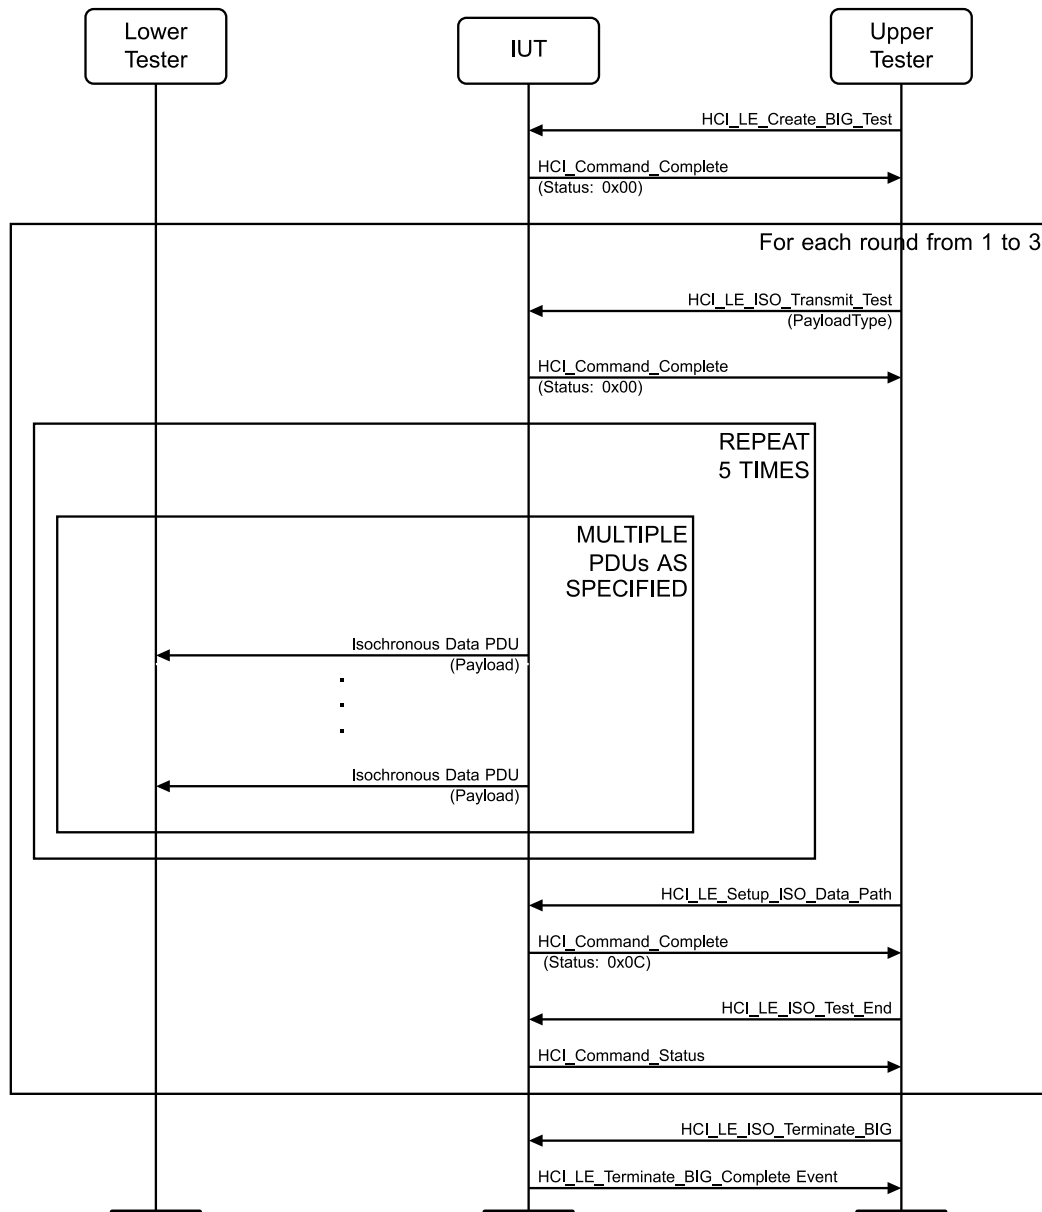 Lower
Tester
IUT
Upper
Tester
HCI_LE_Create_BIG_Test
HCI_Command_Complete
(Status: 0x00)
For each round from 1 to 3
HCI_LE_ISO_Transmit_Test
(PayloadType)
HCI_Command_Complete
(Status: 0x00)
REPEAT
5 TIMES
MULTIPLE
PDUs AS
SPECIFIED
Isochronous Data PDU
(Payload)
.
.
.
Isochronous Data PDU
(Payload)
HCI_LE_Setup_ISO_Data_Path
HCI_Command_Complete
(Status: 0x0C)
HCI_LE_ISO_Test_End
HCI_Command_Status
HCI_LE_ISO_Terminate_BIG
HCI_LE_Terminate_BIG_Complete Event